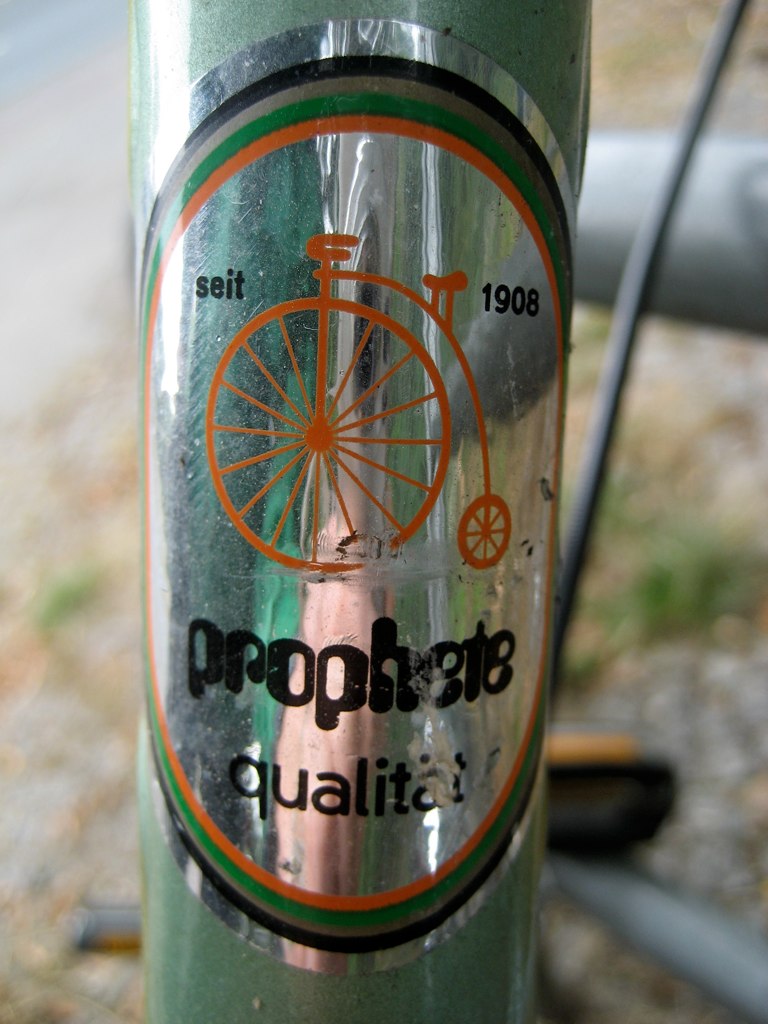 seit 1908
prophete
qualität